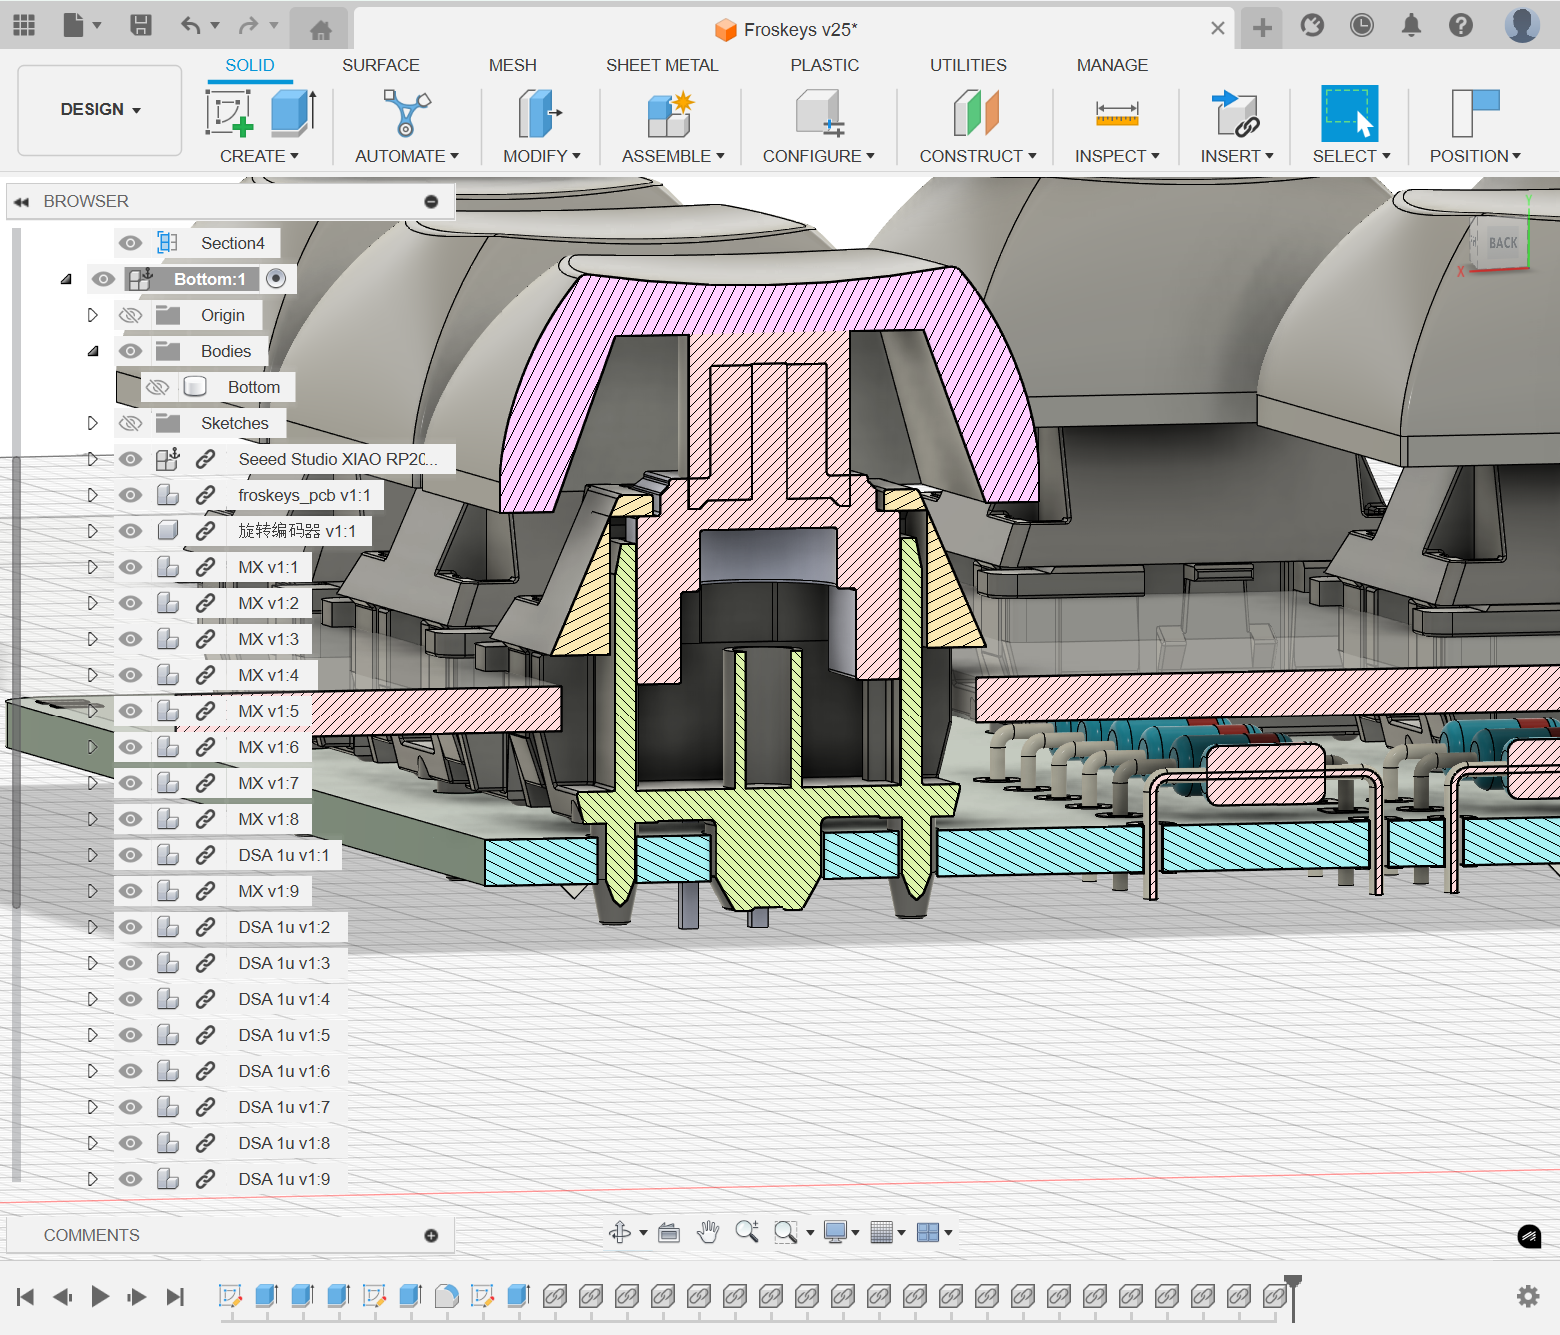 Froskeys v25*
DESIGN
SOLID
SURFACE
MESH
SHEET METAL
PLASTIC
UTILITIES
MANAGE
CREATE
AUTOMATE
MODIFY
ASSEMBLE
CONFIGURE
CONSTRUCT
INSPECT
INSERT
SELECT
POSITION
BROWSER
Section4
Bottom:1
Origin
Bodies
Bottom
Sketches
Seeed Studio XIAO RP20...
froskeys_pcb v1:1
旋转编码器 v1:1
MX v1:1
MX v1:2
MX v1:3
MX v1:4
MX v1:5
MX v1:6
MX v1:7
MX v1:8
DSA 1u v1:1
MX v1:9
DSA 1u v1:2
DSA 1u v1:3
DSA 1u v1:4
DSA 1u v1:5
DSA 1u v1:6
DSA 1u v1:7
DSA 1u v1:8
DSA 1u v1:9
Y
BACK
X
COMMENTS